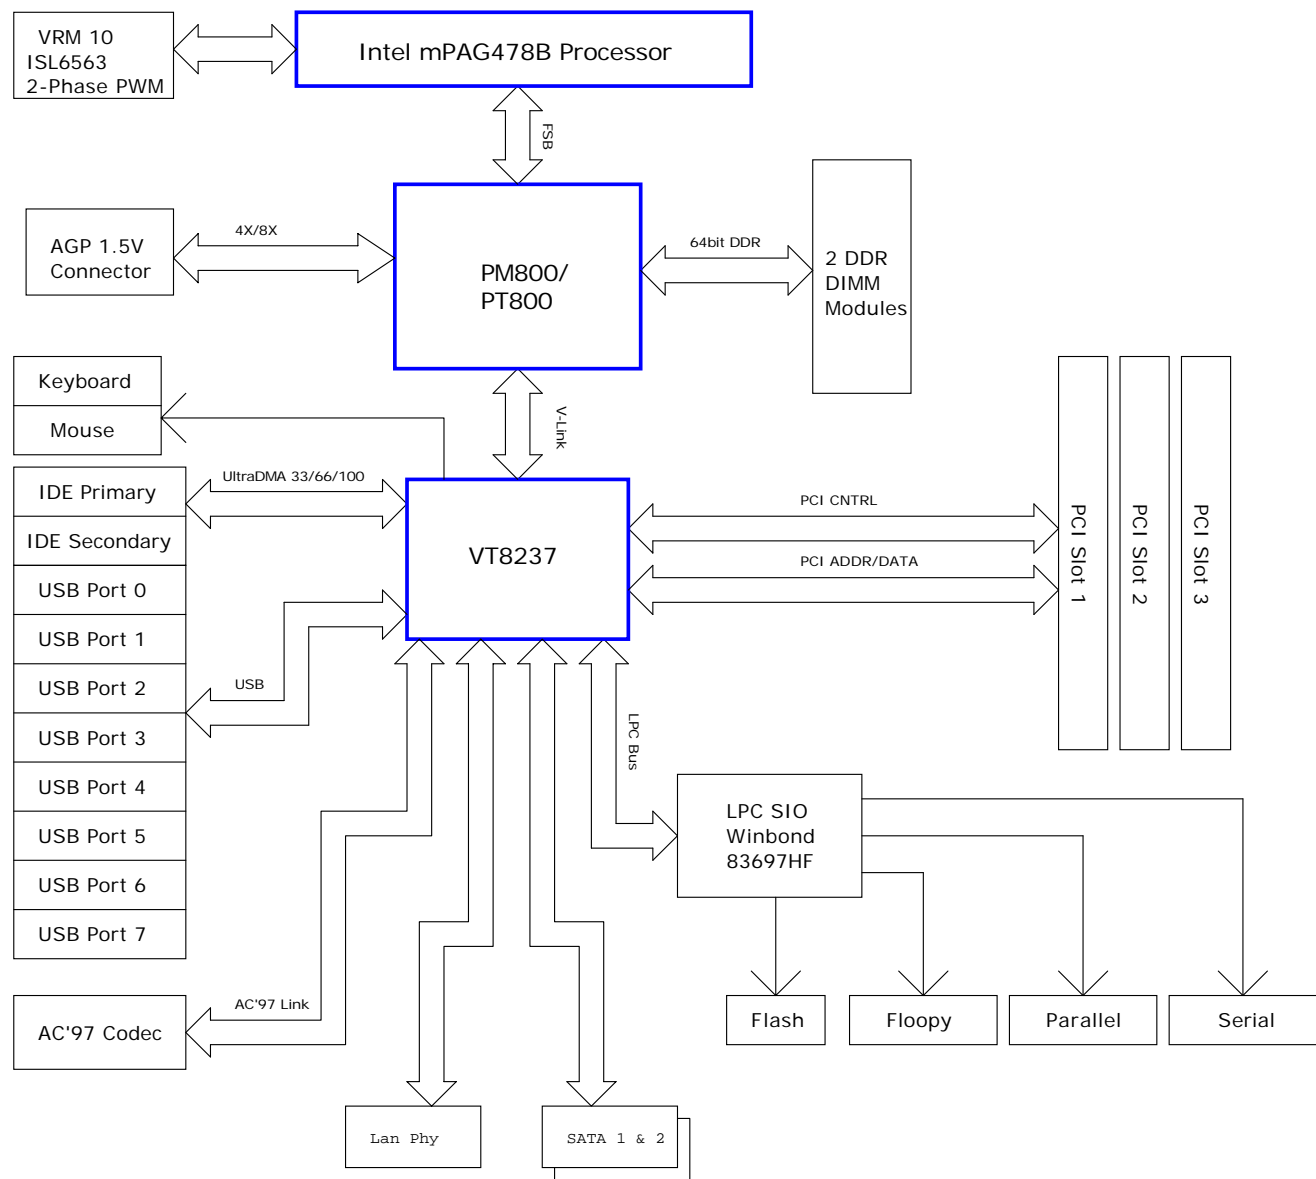 VRM 10
ISL6563
2-Phase PWM
Intel mPAG478B Processor
FSB
AGP 1.5V
Connector
4X/8X
PM800/
PT800
64bit DDR
2 DDR
DIMM
Modules
Keyboard
Mouse
V-Link
IDE Primary
IDE Secondary
USB Port 0
USB Port 1
USB Port 2
USB Port 3
USB Port 4
USB Port 5
USB Port 6
USB Port 7
UltraDMA 33/66/100
VT8237
PCI CNTRL
PCI ADDR/DATA
PCI Slot 1
PCI Slot 2
PCI Slot 3
USB
LPC Bus
LPC SIO
Winbond
83697HF
AC'97 Link
AC'97 Codec
Flash
Floopy
Parallel
Serial
Lan Phy
SATA 1 & 2